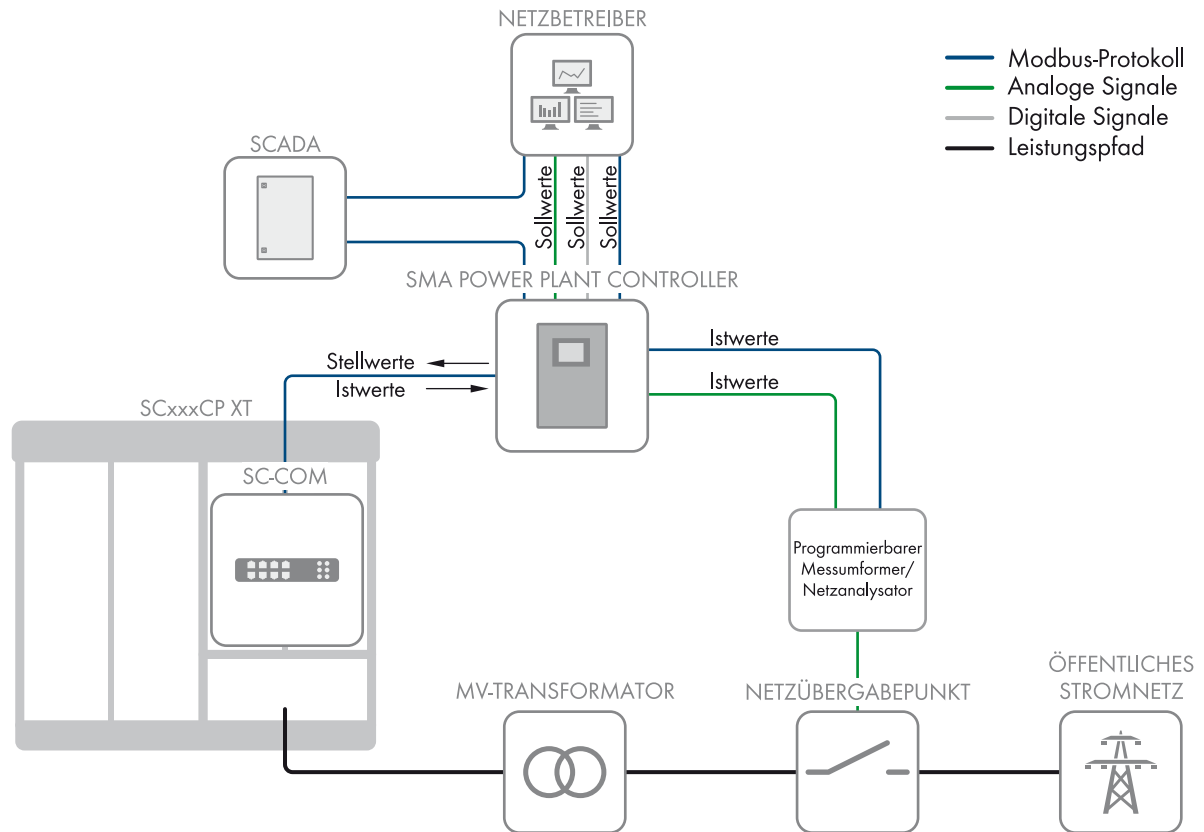 NETZBETREIBER
Modbus-Protokoll
Analoge Signale
Digitale Signale
Leistungspfad
SCADA
Sollwerte
Sollwerte
Sollwerte
SMA POWER PLANT CONTROLLER
Stellwerte
Istwerte
Istwerte
Istwerte
SCxxxCP XT
SC-COM
Programmierbarer
Messumformer/
Netzanalysator
MV-TRANSFORMATOR
NETZÜBERGABEPUNKT
ÖFFENTLICHES
STROMNETZ